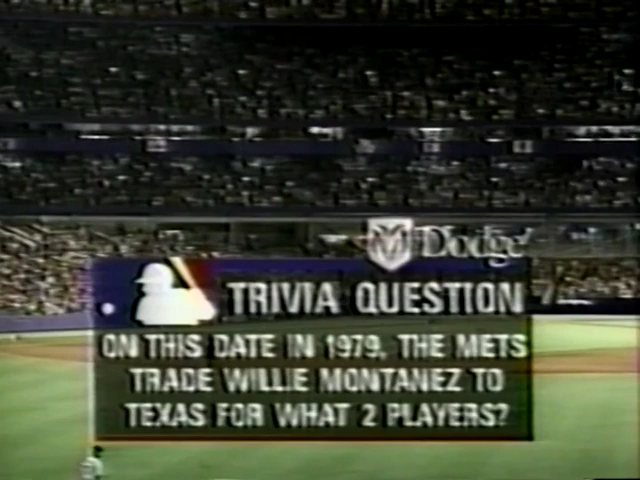 Dodge
TRIVIA QUESTION
ON THIS DATE IN 1979, THE METS
TRADE WILLIE MONTANEZ TO
TEXAS FOR WHAT 2 PLAYERS?